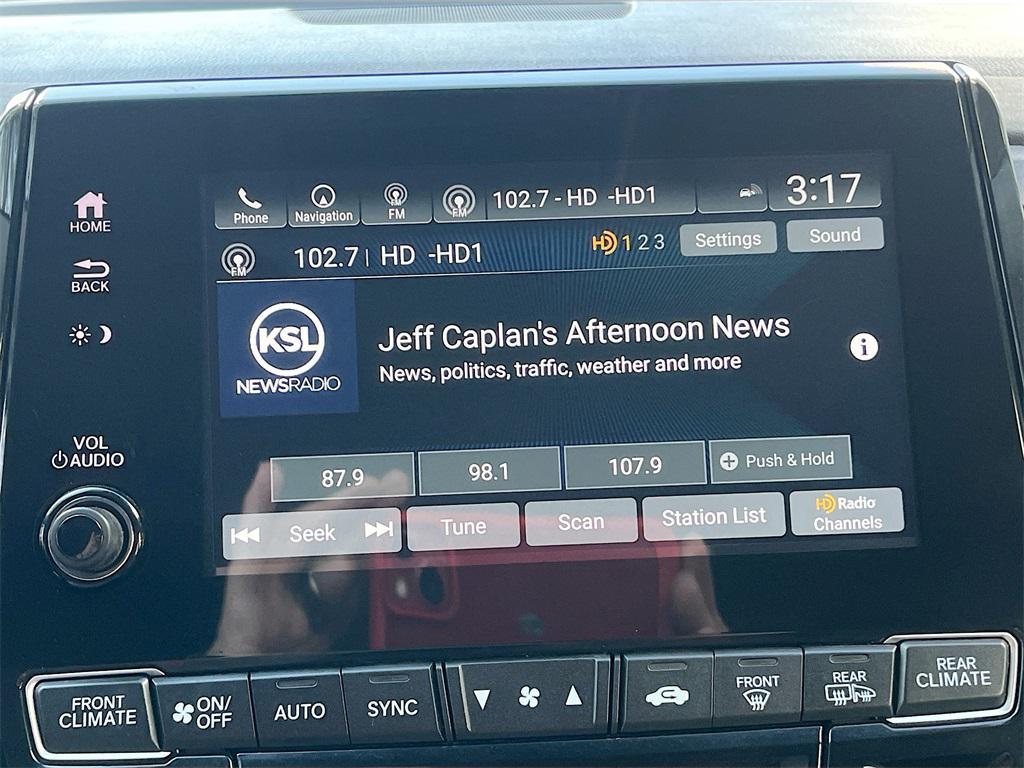 HOME
BACK
VOL
AUDIO
Phone
Navigation
FM
FM
102.7 - HD -HD1
3:17
FM
102.7 | HD -HD1
HD 1 2 3
Settings
Sound
KSL
NEWSRADIO
Jeff Caplan's Afternoon News
News, politics, traffic, weather and more
i
87.9
98.1
107.9
+ Push & Hold
Seek
Tune
Scan
Station List
HD Radio
Channels
FRONT
CLIMATE
ON/
OFF
AUTO
SYNC
FRONT
REAR
REAR
CLIMATE